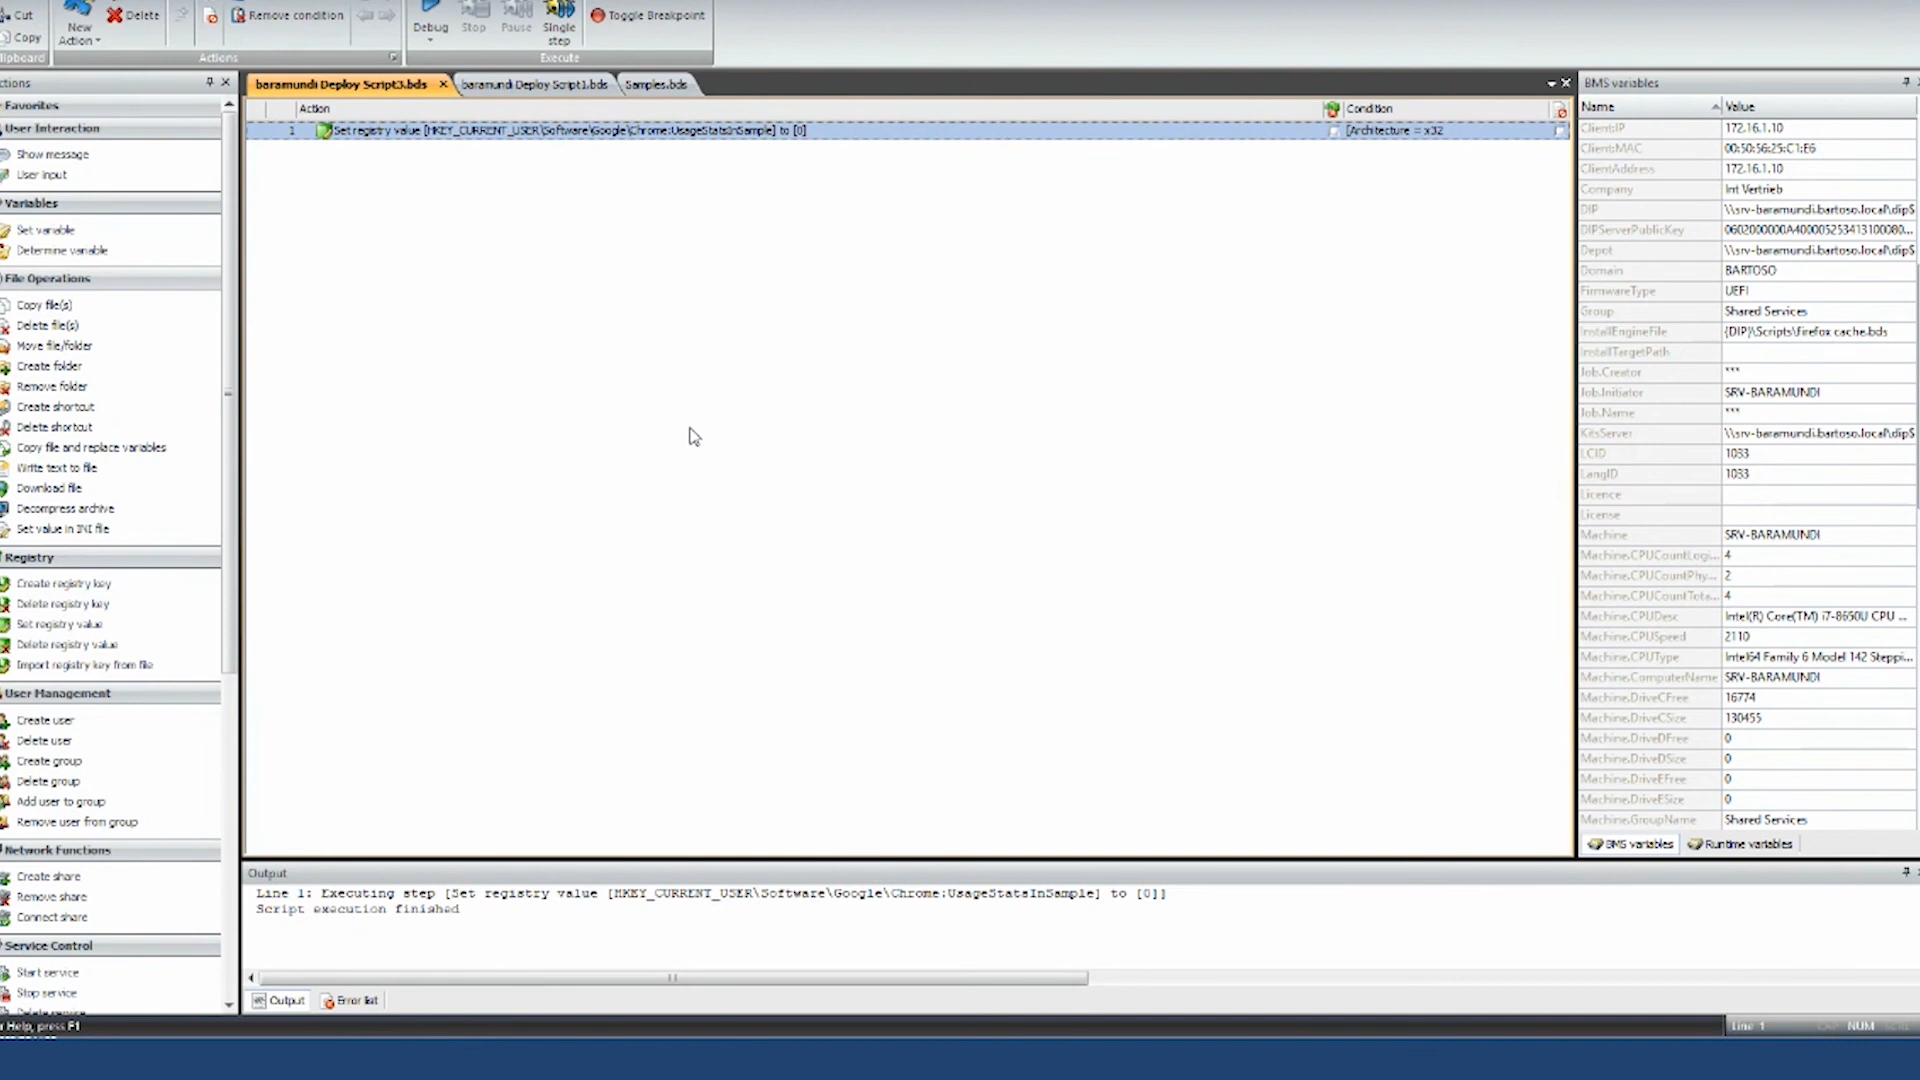 Cut
Copy
New
Action
Delete
Remove condition
Actions
Debug
Stop
Pause
Single
step
Toggle Breakpoint
Execute
baramundi Deploy Script3.bds
baramundi Deploy Script1.bds
Samples.bds
Favorites
User Interaction
Show message
User input
Variables
Set variable
Determine variable
File Operations
Copy file(s)
Delete file(s)
Move file/folder
Create folder
Remove folder
Create shortcut
Delete shortcut
Copy file and replace variables
Write text to file
Download file
Decompress archive
Set value in INI file
Registry
Create registry key
Delete registry key
Set registry value
Delete registry value
Import registry key from file
User Management
Create user
Delete user
Create group
Delete group
Add user to group
Remove user from group
Network Functions
Create share
Remove share
Connect share
Service Control
Start service
Stop service
Action
Condition
1 Set registry value [HKEY_CURRENT_USER\Software\Google\Chrome:UsageStatsInSample] to [0] [Architecture = x32
BMS variables
Name Value
Client:IP 172.16.1.10
Client:MAC 00:50:56:25:C1:E6
ClientAddress 172.16.1.10
Company Int Vertrieb
DIP \\srv-baramundi.bartoso.local\dip$
DIPServerPublicKey 0602000000A400005253413100080...
Depot \\srv-baramundi.bartoso.local\dip$
Domain BARTOSO
FirmwareType UEFI
Group Shared Services
InstallEngineFile {DIP}\Scripts\firefox cache.bds
InstallTargetPath
Job.Creator ***
Job.Initiator SRV-BARAMUNDI
Job.Name ***
KitsServer \\srv-baramundi.bartoso.local\dip$
LCID 1033
LangID 1033
Licence
License
Machine SRV-BARAMUNDI
Machine.CPUCountLogi... 4
Machine.CPUCountPhy... 2
Machine.CPUCountTota... 4
Machine.CPUDesc Intel(R) Core(TM) i7-8650U CPU ...
Machine.CPUSpeed 2110
Machine.CPUType Intel64 Family 6 Model 142 Steppi...
Machine.ComputerName SRV-BARAMUNDI
Machine.DriveCFree 16774
Machine.DriveCSize 130455
Machine.DriveDFree 0
Machine.DriveDSize 0
Machine.DriveEFree 0
Machine.DriveESize 0
Machine.GroupName Shared Services
BMS variables
Runtime variables
Output
Line 1: Executing step [Set registry value [HKEY_CURRENT_USER\Software\Google\Chrome:UsageStatsInSample] to [0]]
Script execution finished
Output
Error list
Help, press F1
Line 1
CAP
NUM
SCRL